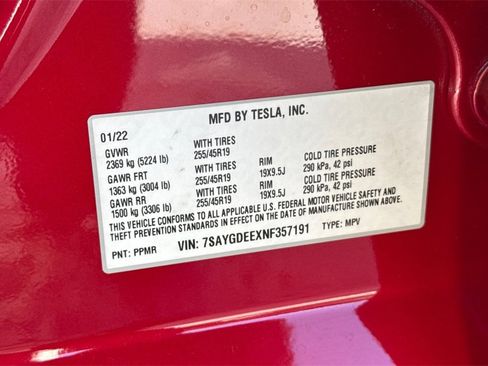 MFD BY TESLA, INC.
01/22
GVWR WITH TIRES
2369 kg (5224 lb) 255/45R19 RIM COLD TIRE PRESSURE
GAWR FRT WITH TIRES 19X9.5J 290 kPa, 42 psi
1363 kg (3004 lb) 255/45R19 RIM COLD TIRE PRESSURE
GAWR RR WITH TIRES 19X9.5J 290 kPa, 42 psi
1500 kg (3306 lb) 255/45R19
THIS VEHICLE CONFORMS TO ALL APPLICABLE U.S. FEDERAL MOTOR VEHICLE SAFETY AND
THEFT PREVENTION STANDARDS IN EFFECT ON THE DATE OF MANUFACTURE SHOWN ABOVE.
PNT: PPMR VIN: 7SAYGDEEXNF357191 TYPE: MPV